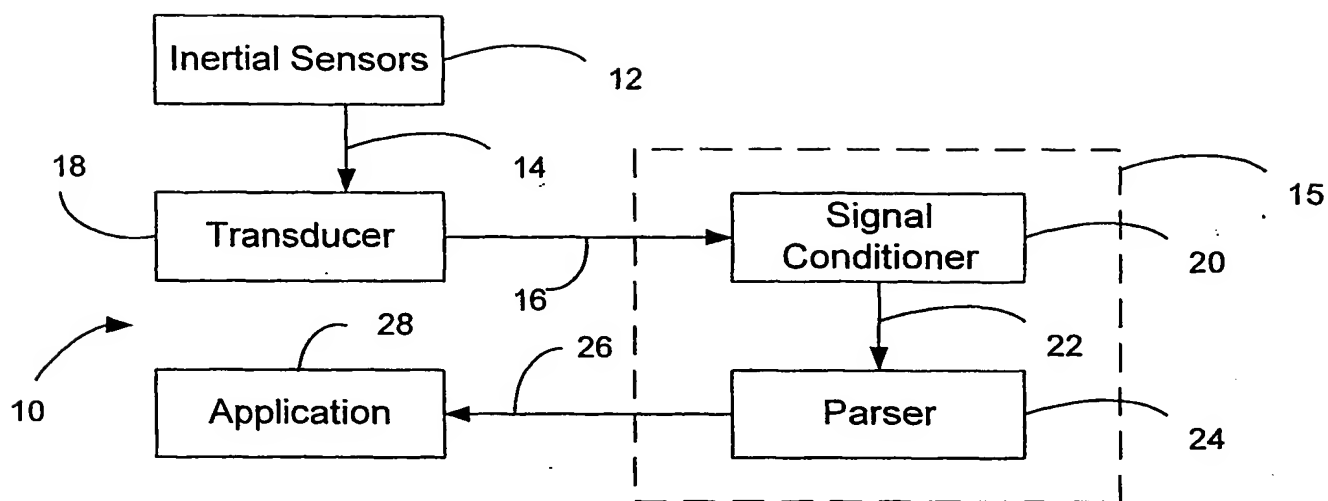 Inertial Sensors
12
14
18
Transducer
16
Signal
Conditioner
15
20
22
10
28
26
Application
Parser
24